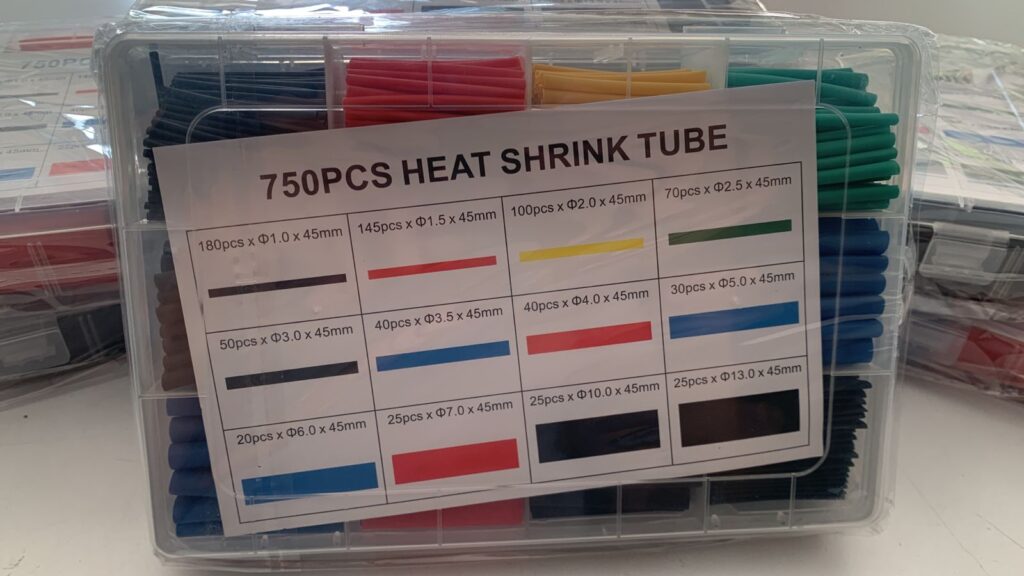 750PC
750PCS HEAT SHRINK TUBE
180pcs x Φ1.0 x 45mm
145pcs x Φ1.5 x 45mm
100pcs x Φ2.0 x 45mm
70pcs x Φ2.5 x 45mm
50pcs x Φ3.0 x 45mm
40pcs x Φ3.5 x 45mm
40pcs x Φ4.0 x 45mm
30pcs x Φ5.0 x 45mm
20pcs x Φ6.0 x 45mm
25pcs x Φ7.0 x 45mm
25pcs x Φ10.0 x 45mm
25pcs x Φ13.0 x 45mm